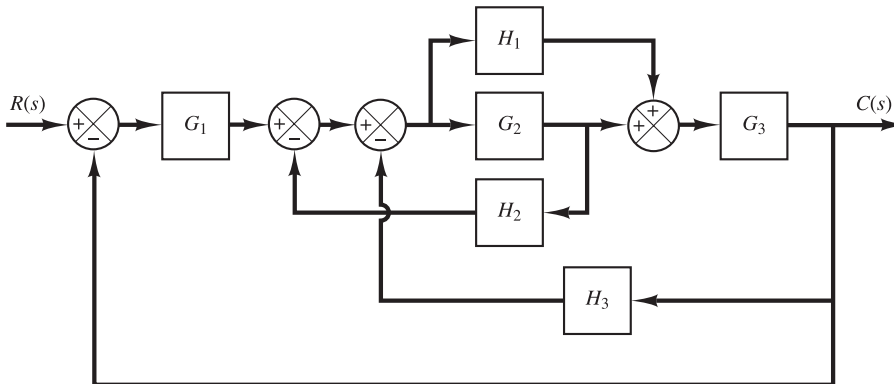 H₁
R(s) + − G₁ + − + − G₂ + + G₃ C(s)
H₂
H₃